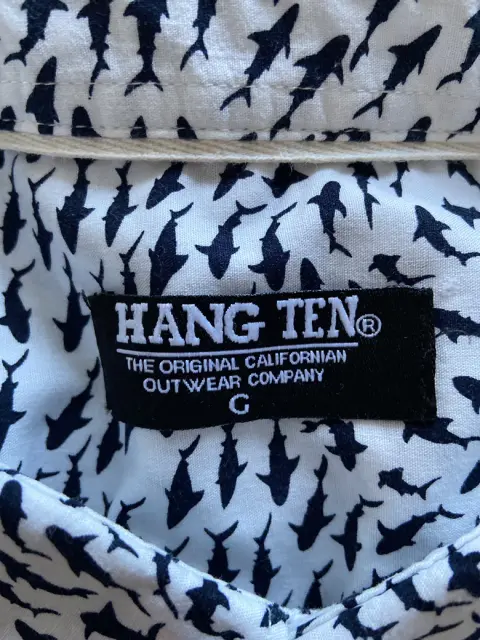 HANG TEN®
THE ORIGINAL CALIFORNIAN
OUTWEAR COMPANY
G